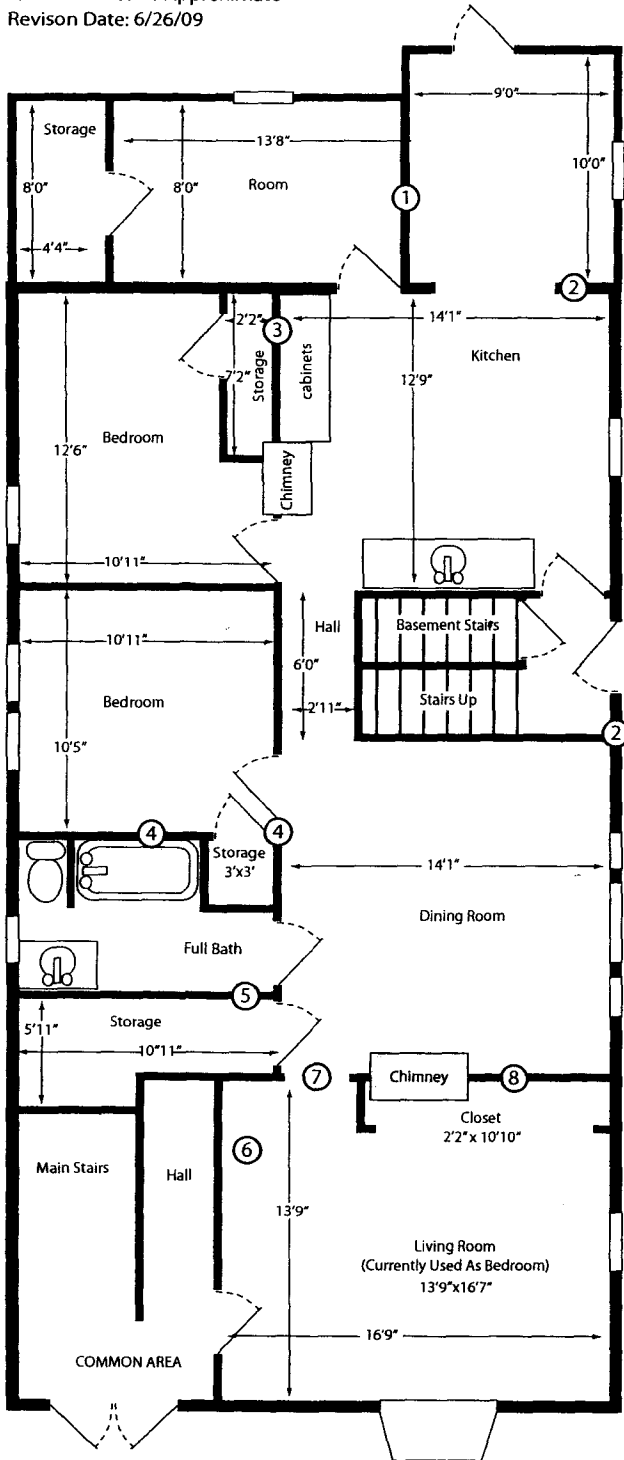 Approximate
Revison Date: 6/26/09
9'0"
Storage
13'8"
10'0"
8'0"
8'0"
Room
1
4'4"
2
2'2"
3
14'1"
Kitchen
7'2"
Storage
cabinets
12'9"
Bedroom
12'6"
Chimney
10'11"
Hall
Basement Stairs
10'11"
6'0"
Bedroom
Stairs Up
2'11"
10'5"
2
4
4
Storage
3'x3'
14'1"
Dining Room
Full Bath
5
Storage
5'11"
10"11"
7
Chimney
8
Closet
2'2" x 10'10"
6
Main Stairs
Hall
13'9"
Living Room
(Currently Used As Bedroom)
13'9"x16'7"
16'9"
COMMON AREA